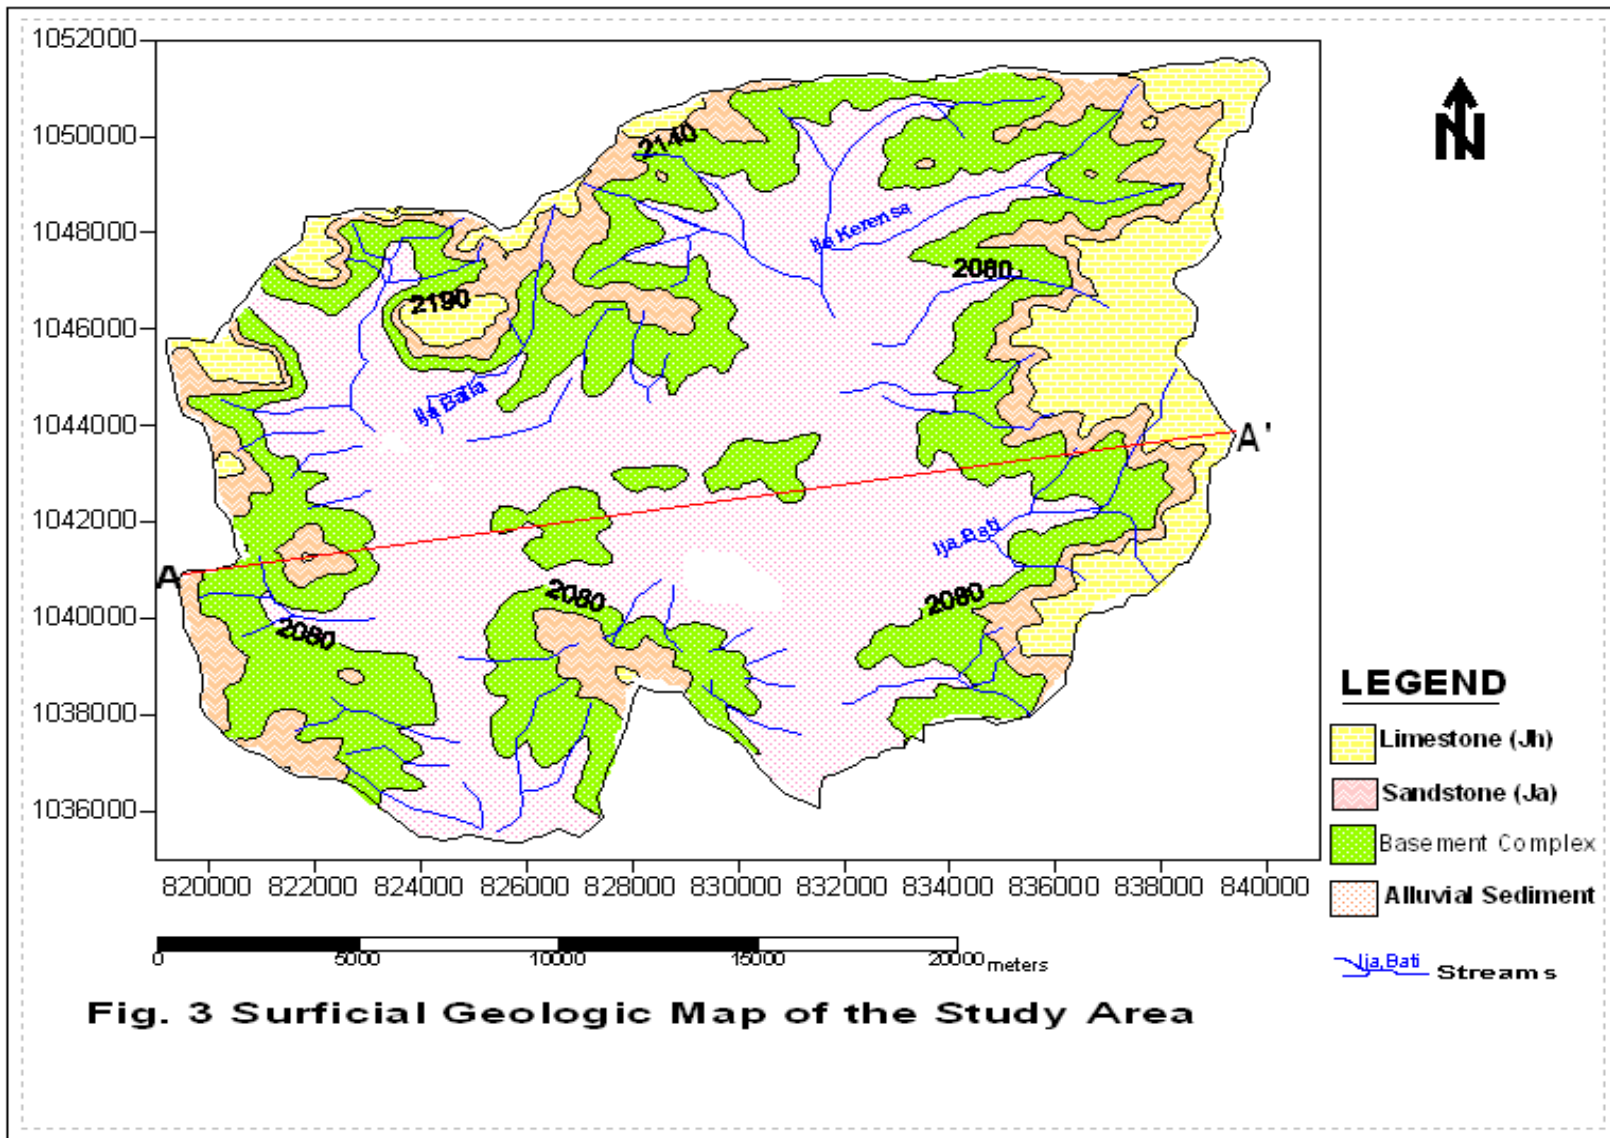 1052000
1050000
1048000
1046000
1044000
1042000
1040000
1038000
1036000
820000 822000 824000 826000 828000 830000 832000 834000 836000 838000 840000
2140
Ija Kerensa
2080
2190
Ija Balla
A'
Ija,Bati
A
2080
2080
2080
N
LEGEND
Limestone (Jh)
Sandstone (Ja)
Basement Complex
Alluvial Sediment
Ija,Bati Streams
0 5000 10000 15000 20000 meters
Fig. 3 Surficial Geologic Map of the Study Area